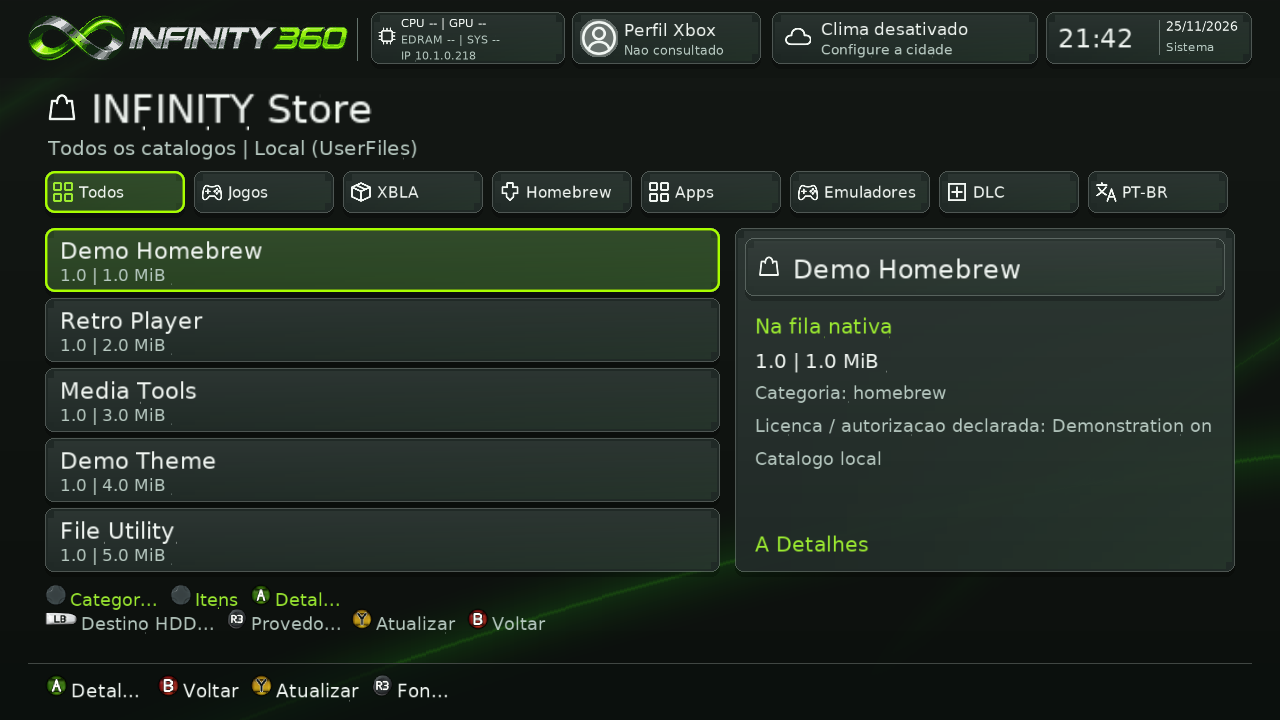 INFINITY 360
CPU -- | GPU --
EDRAM -- | SYS --
IP 10.1.0.218
Perfil Xbox
Nao consultado
Clima desativado
Configure a cidade
21:42
25/11/2026
Sistema
INFINITY Store
Todos os catalogos | Local (UserFiles)
Todos
Jogos
XBLA
Homebrew
Apps
Emuladores
DLC
PT-BR
Demo Homebrew
1.0 | 1.0 MiB
Retro Player
1.0 | 2.0 MiB
Media Tools
1.0 | 3.0 MiB
Demo Theme
1.0 | 4.0 MiB
File Utility
1.0 | 5.0 MiB
Demo Homebrew
Na fila nativa
1.0 | 1.0 MiB
Categoria: homebrew
Licenca / autorizacao declarada: Demonstration on
Catalogo local
A Detalhes
Categor... Itens A Detal...
LB Destino HDD... R3 Provedo... Y Atualizar B Voltar
A Detal... B Voltar Y Atualizar R3 Fon...